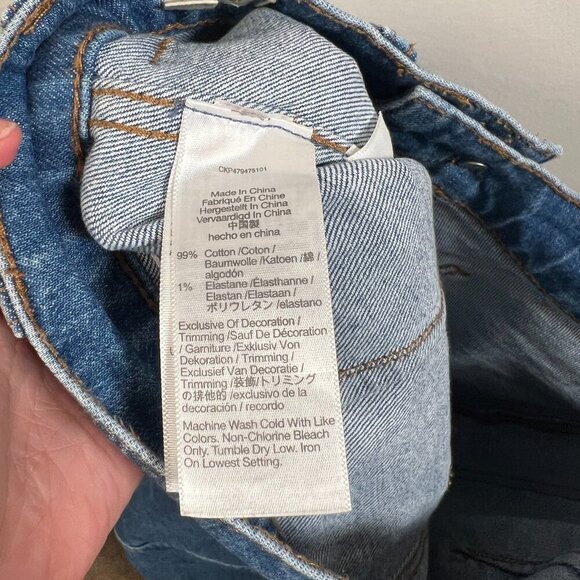 CKP479475101
Made In China
Fabriqué En Chine
Hergestellt In China
Vervaardigd In China
中国製
hecho en china
99% Cotton /Coton /
Baumwolle /Katoen /綿 /
algodón
1% Elastane /Élasthanne /
Elastan /Elastaan /
ポリウレタン /elastano
Exclusive Of Decoration /
Trimming /Sauf De Décoration
/ Garniture /Exklusiv Von
Dekoration / Trimming /
Exclusief Van Decoratie /
Trimming /装飾/トリミング
の排他的 /exclusivo de la
decoración / recordo
Machine Wash Cold With Like
Colors. Non-Chlorine Bleach
Only. Tumble Dry Low. Iron
On Lowest Setting.